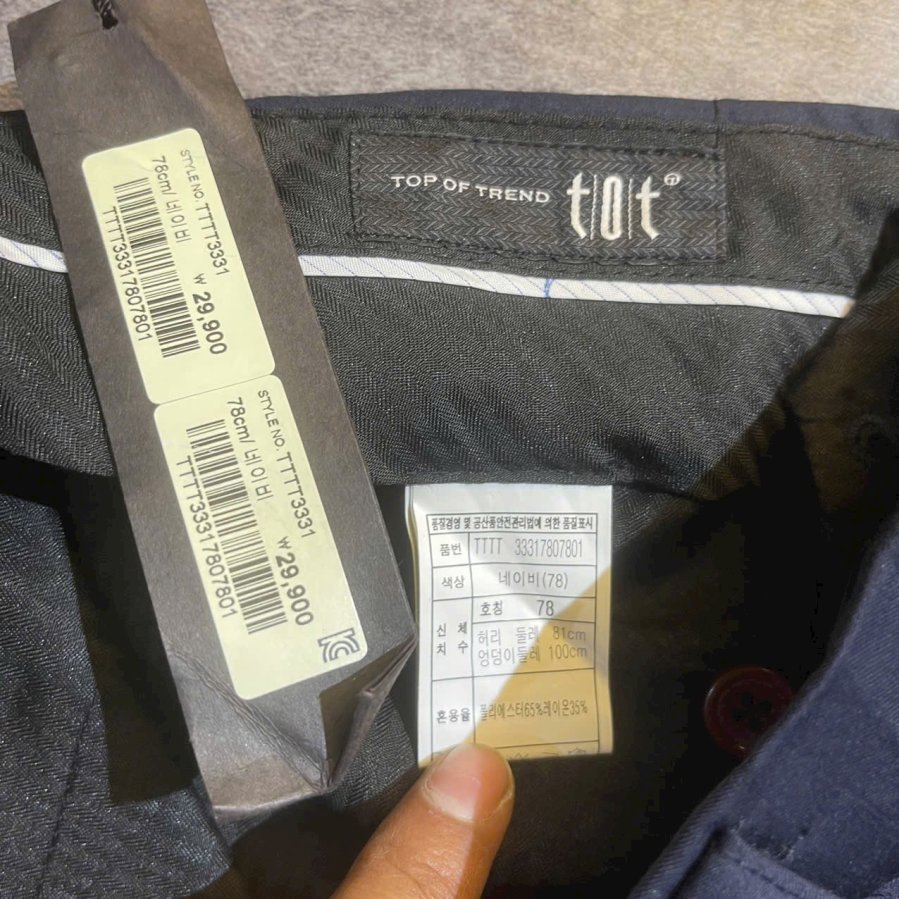 STYLE NO. TTTT3331
78cm/ 네이비
TTTT33317807801
₩ 29,900
STYLE NO. TTTT3331
78cm/ 네이비
TTTT33317807801
₩ 29,900
TOP OF TREND tot®
품질경영 및 공산품안전관리법에 의한 품질표시
품번 TTTT 33317807801
색상 네이비(78)
호칭 78
신체 치수
허리 둘레 81cm
엉덩이둘레 100cm
혼용율 폴리에스터65%레이온35%